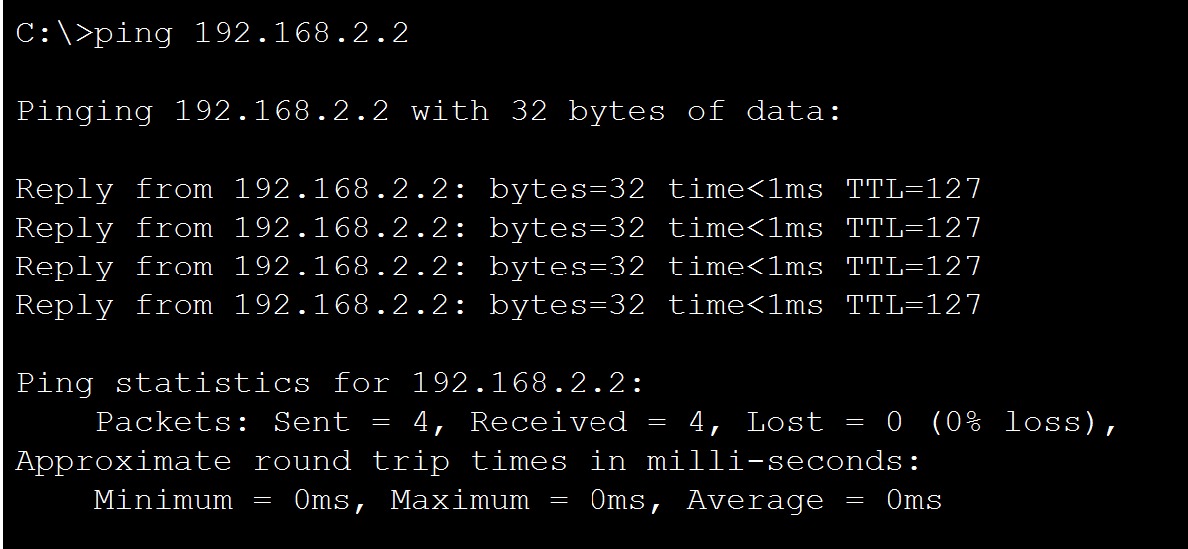 C:\>ping 192.168.2.2
Pinging 192.168.2.2 with 32 bytes of data:
Reply from 192.168.2.2: bytes=32 time<1ms TTL=127
Reply from 192.168.2.2: bytes=32 time<1ms TTL=127
Reply from 192.168.2.2: bytes=32 time<1ms TTL=127
Reply from 192.168.2.2: bytes=32 time<1ms TTL=127
Ping statistics for 192.168.2.2:
    Packets: Sent = 4, Received = 4, Lost = 0 (0% loss),
Approximate round trip times in milli-seconds:
    Minimum = 0ms, Maximum = 0ms, Average = 0ms